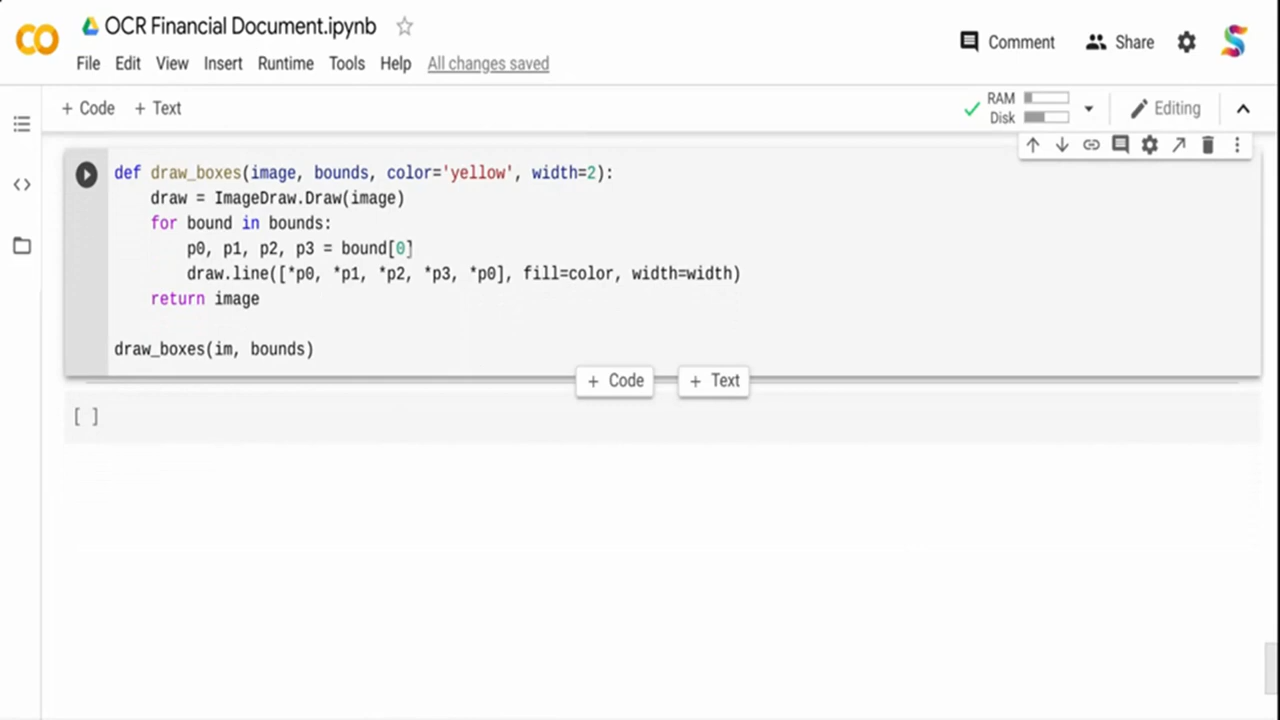 OCR Financial Document.ipynb
Comment
Share
File Edit View Insert Runtime Tools Help All changes saved
+ Code + Text
RAM
Disk
Editing
def draw_boxes(image, bounds, color='yellow', width=2):
    draw = ImageDraw.Draw(image)
    for bound in bounds:
        p0, p1, p2, p3 = bound[0]
        draw.line([*p0, *p1, *p2, *p3, *p0], fill=color, width=width)
    return image
draw_boxes(im, bounds)
+ Code + Text
[ ]